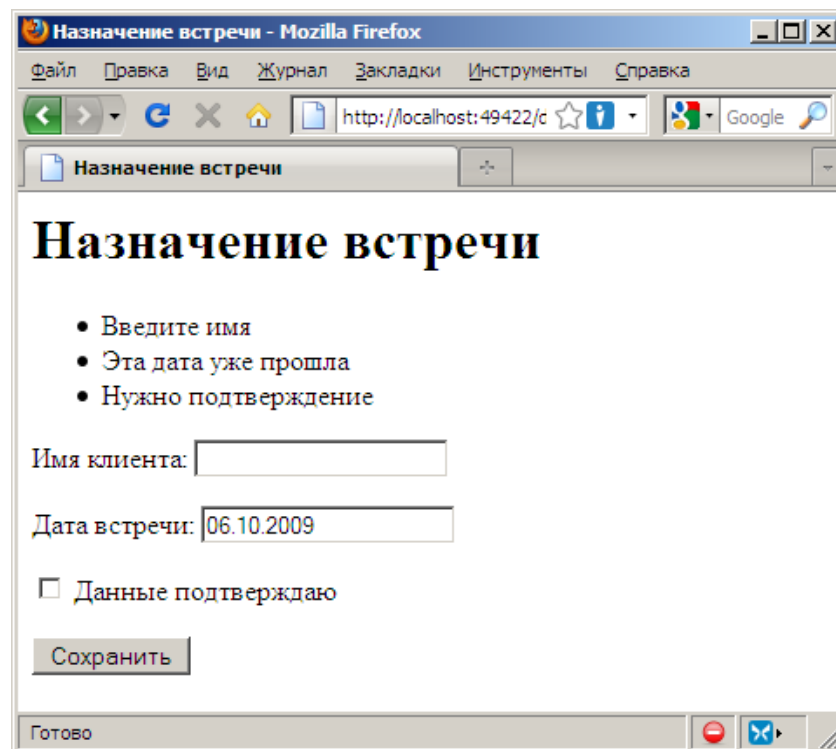 Назначение встречи - Mozilla Firefox
Файл Правка Вид Журнал Закладки Инструменты Справка
http://localhost:49422/c Google
Назначение встречи
Назначение встречи
Введите имя
Эта дата уже прошла
Нужно подтверждение
Имя клиента:
Дата встречи: 06.10.2009
Данные подтверждаю
Сохранить
Готово